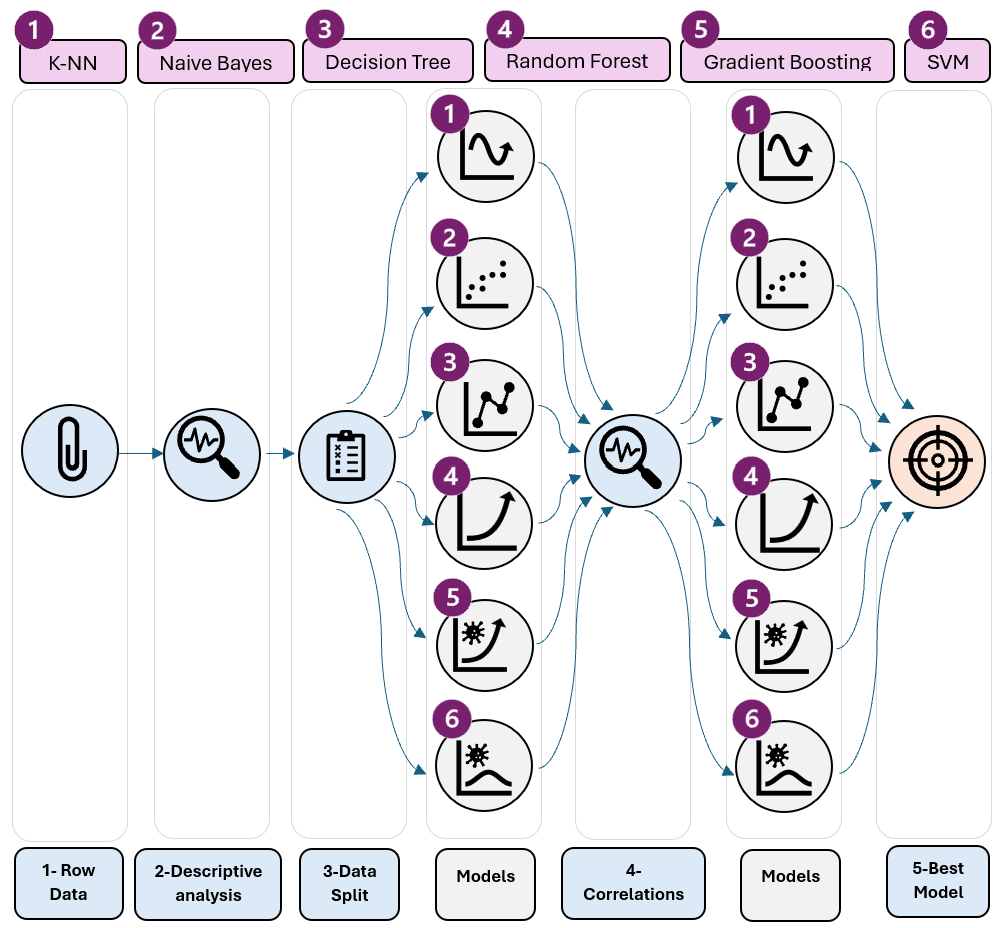 1
2
3
4
5
6
K-NN
Naive Bayes
Decision Tree
Random Forest
Gradient Boosting
SVM
1
2
3
4
5
6
1
2
3
4
5
6
1- Row
Data
2-Descriptive
analysis
3-Data
Split
Models
4-
Correlations
Models
5-Best
Model